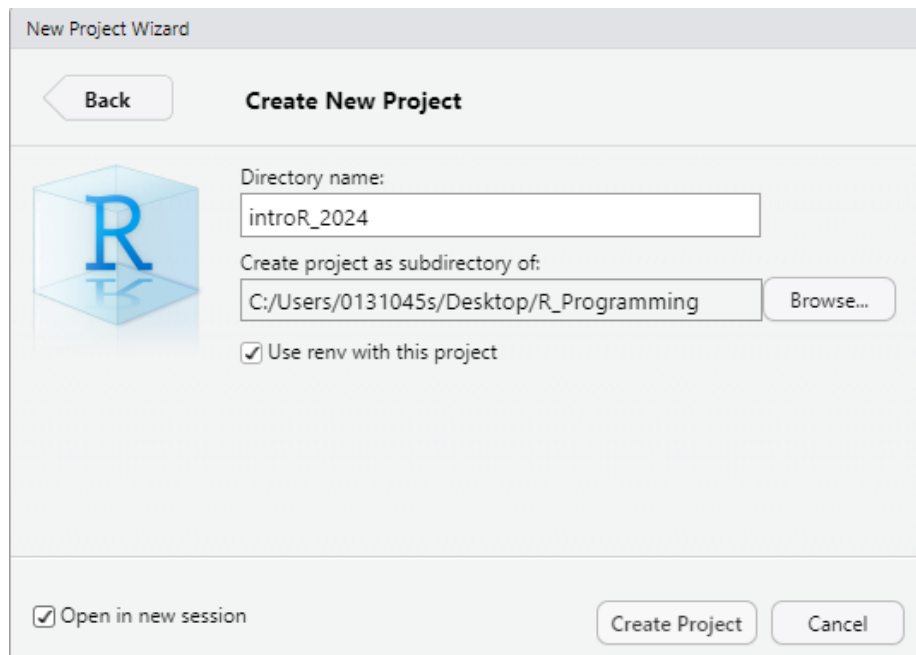 New Project Wizard
Back
Create New Project
R
Directory name:
introR_2024
Create project as subdirectory of:
C:/Users/0131045s/Desktop/R_Programming
Browse...
Use renv with this project
Open in new session
Create Project
Cancel